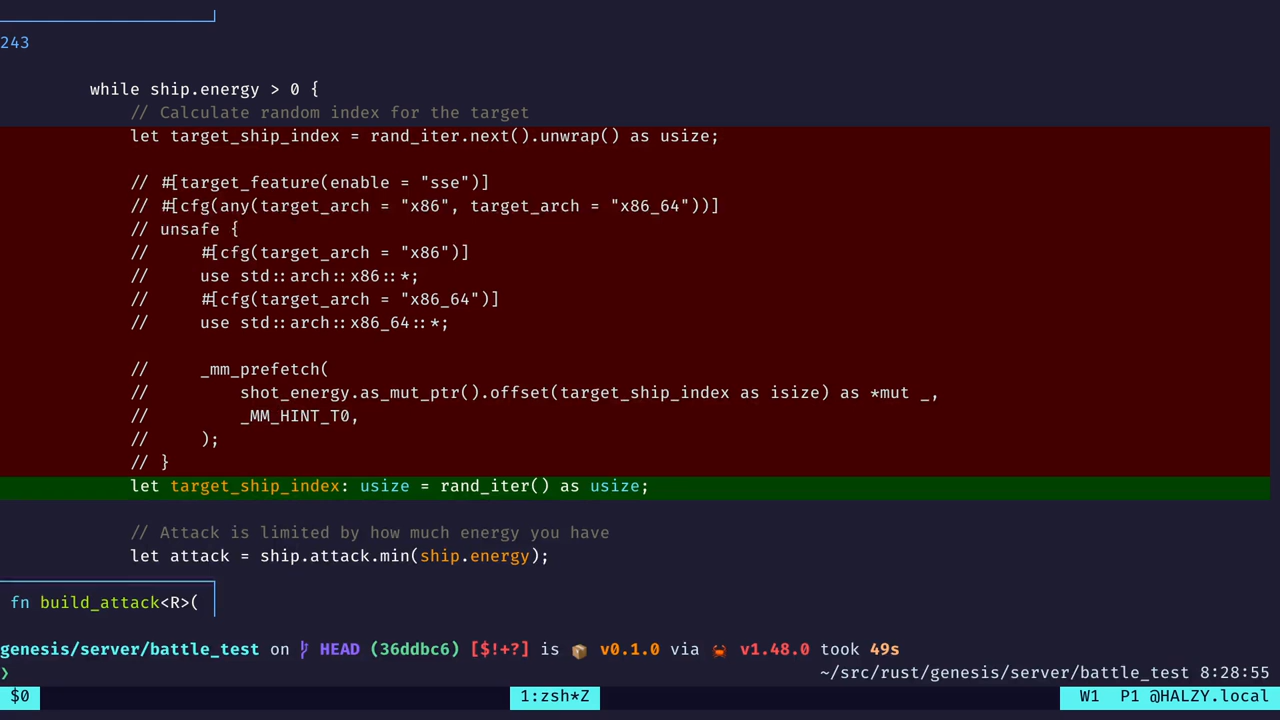 243
while ship.energy > 0 {
// Calculate random index for the target
let target_ship_index = rand_iter.next().unwrap() as usize;
// #[target_feature(enable = "sse")]
// #[cfg(any(target_arch = "x86", target_arch = "x86_64"))]
// unsafe {
//     #[cfg(target_arch = "x86")]
//     use std::arch::x86::*;
//     #[cfg(target_arch = "x86_64")]
//     use std::arch::x86_64::*;
//     _mm_prefetch(
//         shot_energy.as_mut_ptr().offset(target_ship_index as isize) as *mut _,
//         _MM_HINT_T0,
//     );
// }
let target_ship_index: usize = rand_iter() as usize;
// Attack is limited by how much energy you have
let attack = ship.attack.min(ship.energy);
fn build_attack<R>(
genesis/server/battle_test on HEAD (36ddbc6) [$!+?] is 📦 v0.1.0 via 🦀 v1.48.0 took 49s
❯ ~/src/rust/genesis/server/battle_test 8:28:55
$0 1:zsh*Z W1 P1 @HALZY.local